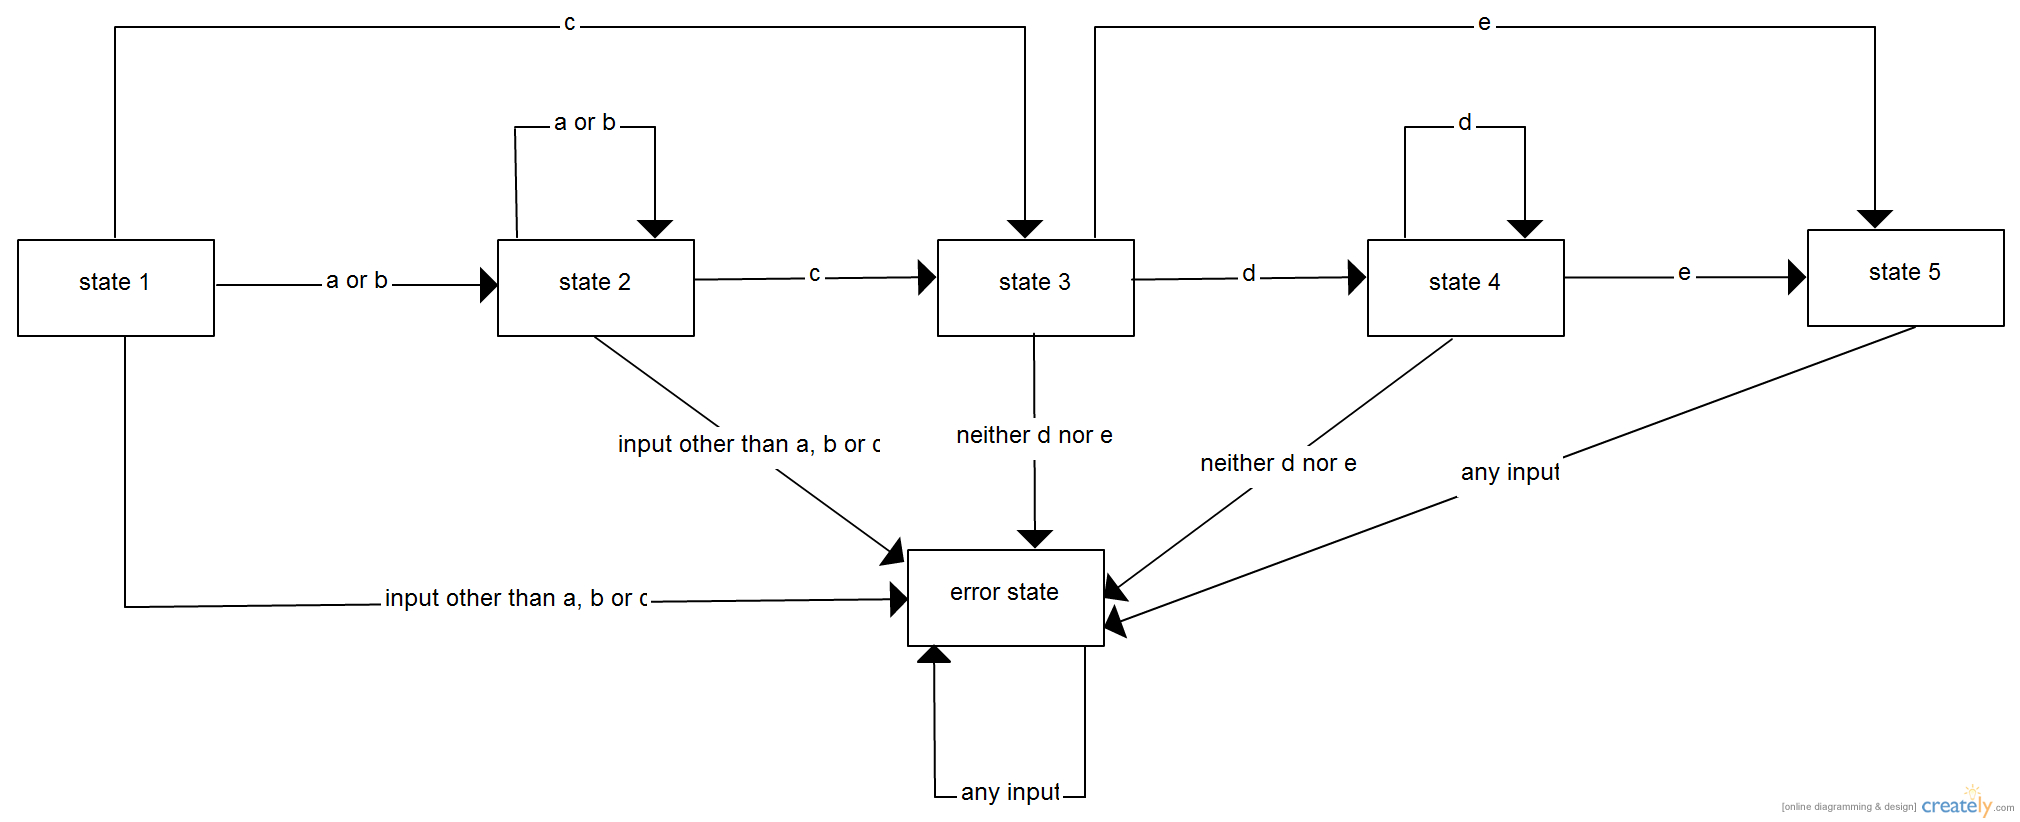 c
e
a or b
d
state 1
a or b
state 2
c
state 3
d
state 4
e
state 5
input other than a, b or c
neither d nor e
neither d nor e
any input
input other than a, b or c
error state
any input
[online diagramming & design] creately.com